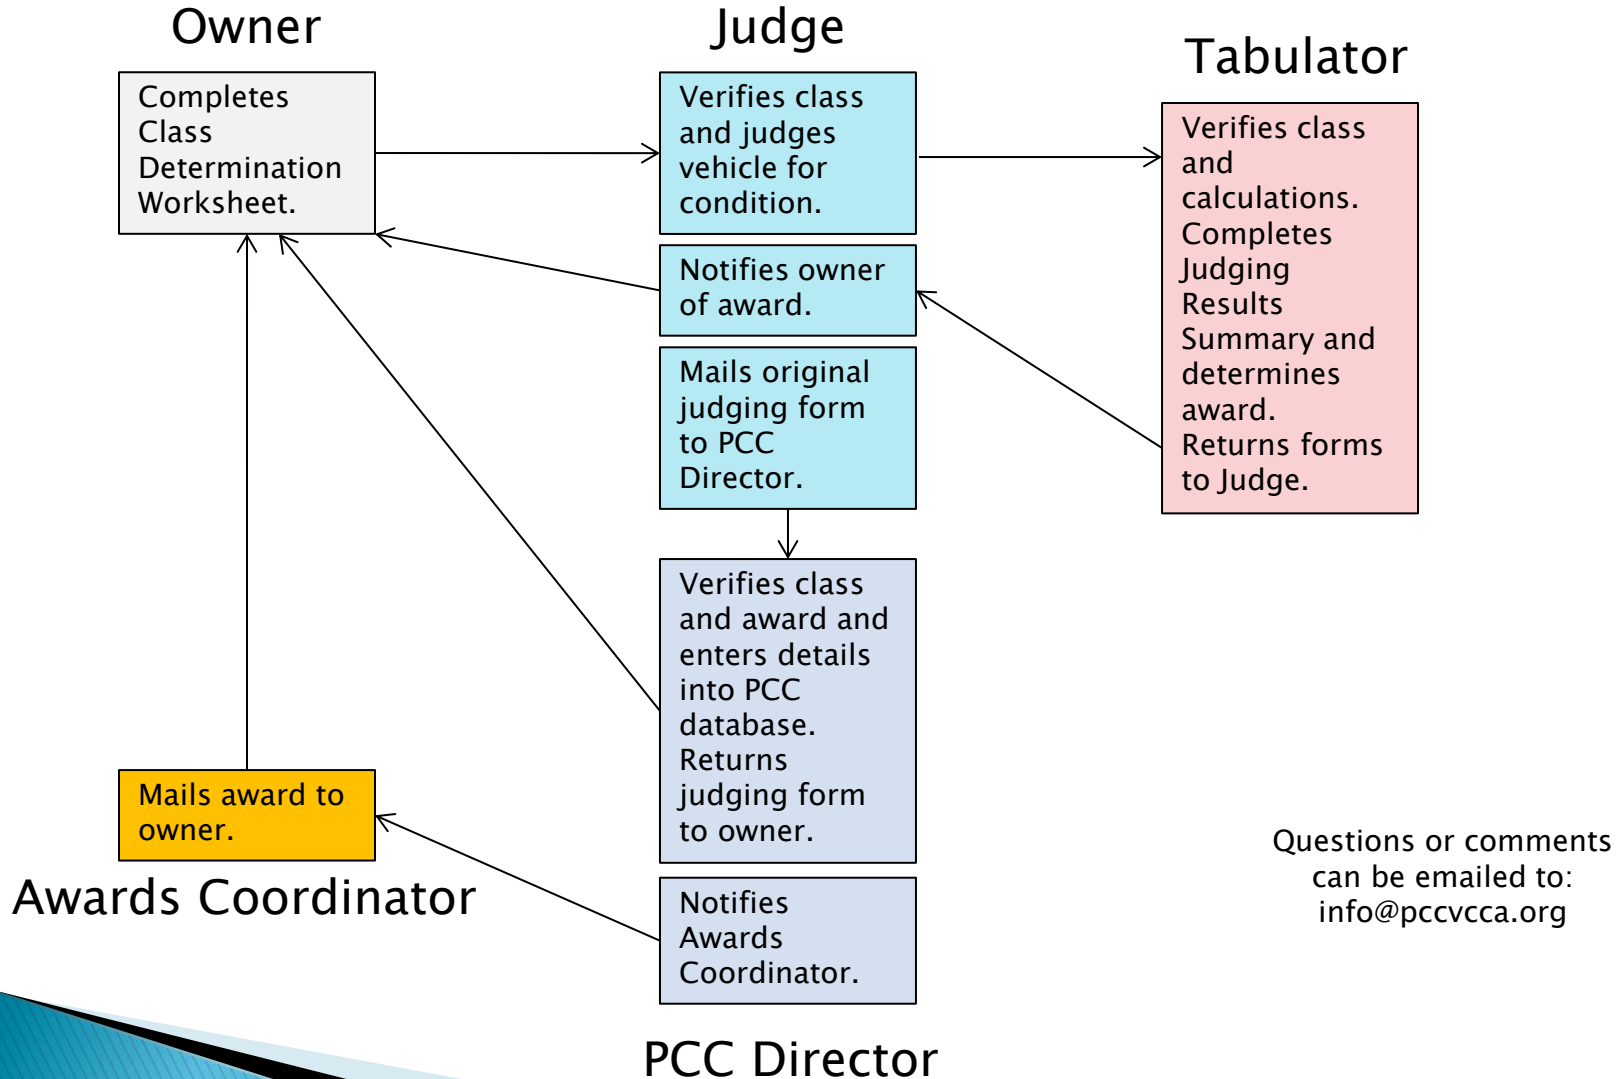 Owner
Completes
Class
Determination
Worksheet.
Judge
Verifies class
and judges
vehicle for
condition.
Notifies owner
of award.
Mails original
judging form
to PCC
Director.
Tabulator
Verifies class
and
calculations.
Completes
Judging
Results
Summary and
determines
award.
Returns forms
to Judge.
Verifies class
and award and
enters details
into PCC
database.
Returns
judging form
to owner.
Notifies
Awards
Coordinator.
PCC Director
Mails award to
owner.
Awards Coordinator
Questions or comments
can be emailed to:
info@pccvcca.org